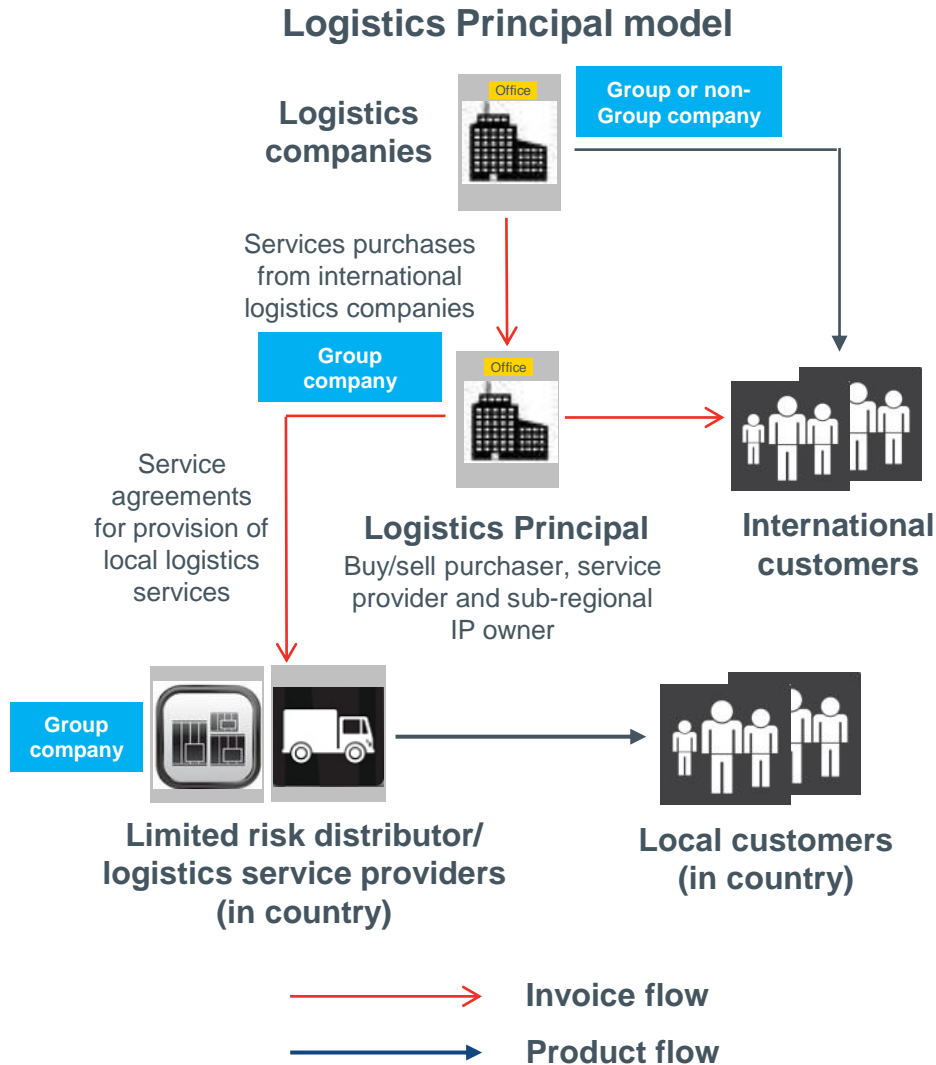 Logistics Principal model
Office
Group or non-
Group company
Logistics
companies
Services purchases
from international
logistics companies
Group
company
Office
Service
agreements
for provision of
local logistics
services
Logistics Principal
Buy/sell purchaser, service
provider and sub-regional
IP owner
International
customers
Group
company
Limited risk distributor/
logistics service providers
(in country)
Local customers
(in country)
Invoice flow
Product flow